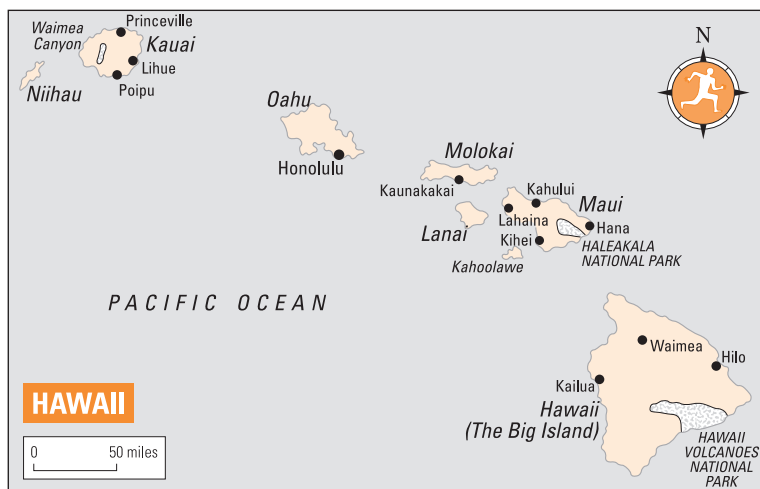 Princeville
Waimea
Canyon
Kauai
Lihue
Niihau
Poipu
N
Oahu
Honolulu
Molokai
Kaunakakai
Kahului
Maui
Lahaina
Hana
Lanai
Kihei
HALEAKALA
NATIONAL PARK
Kahoolawe
PACIFIC OCEAN
Waimea
Hilo
Kailua
HAWAII
Hawaii
(The Big Island)
HAWAII
VOLCANOES
NATIONAL
PARK
0 50 miles